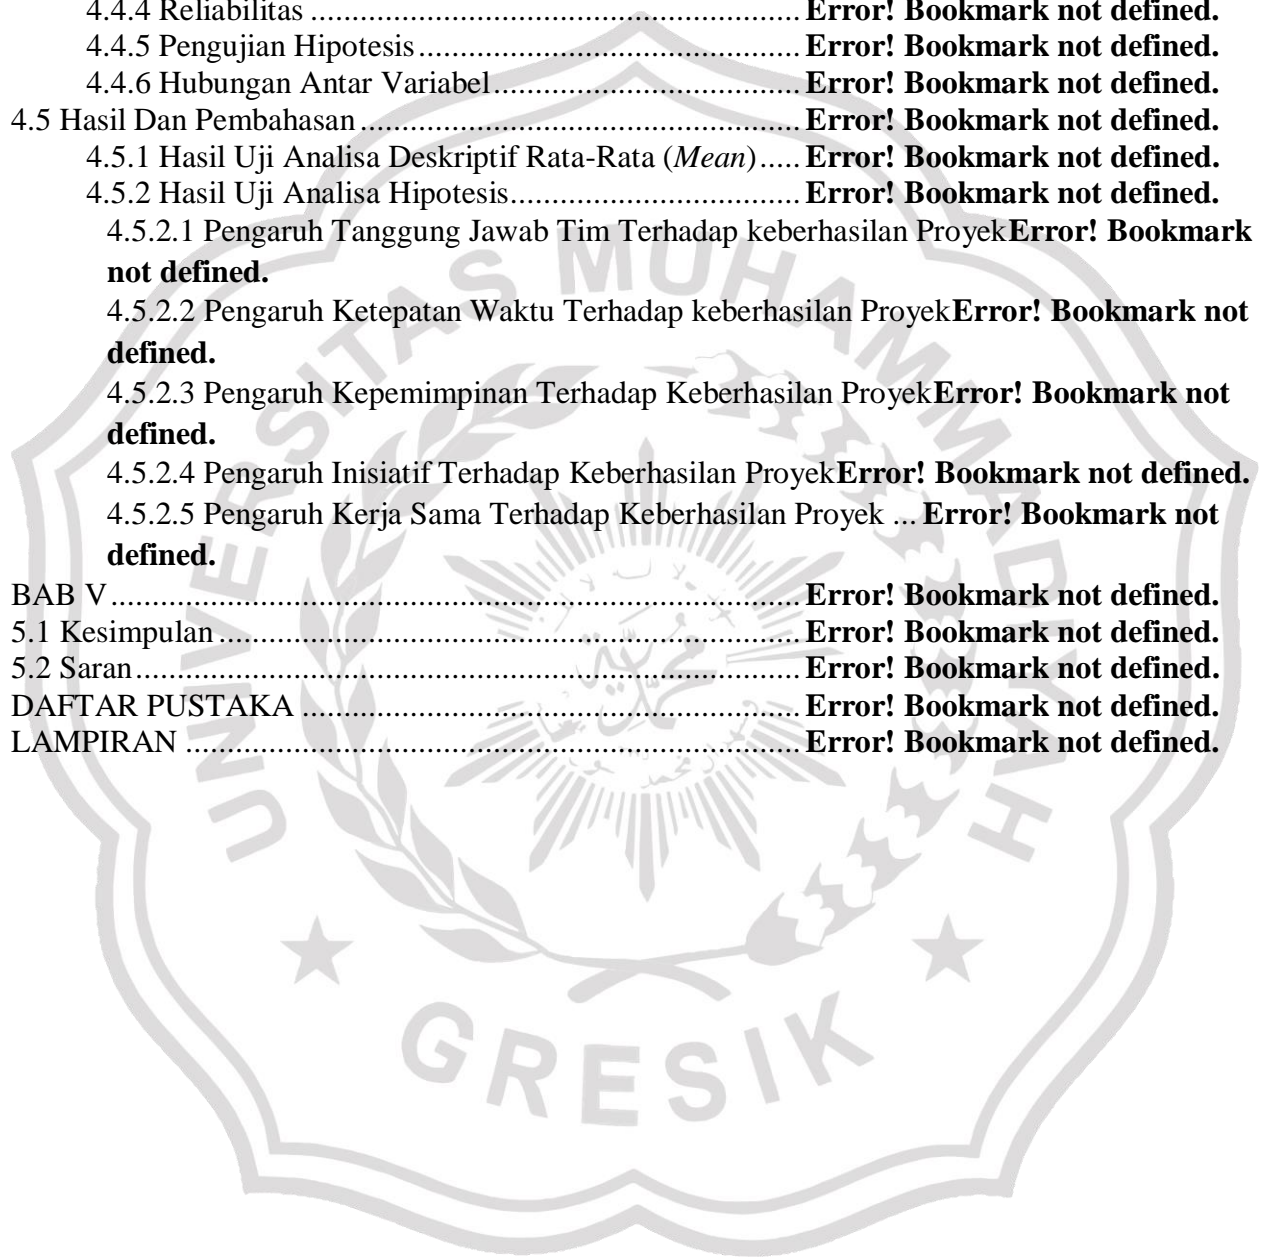 4.4.4 Reliabilitas ............................................................ Error! Bookmark not defined.
4.4.5 Pengujian Hipotesis ............................................... Error! Bookmark not defined.
4.4.6 Hubungan Antar Variabel ...................................... Error! Bookmark not defined.
4.5 Hasil Dan Pembahasan ...................................................... Error! Bookmark not defined.
4.5.1 Hasil Uji Analisa Deskriptif Rata-Rata (Mean) ..... Error! Bookmark not defined.
4.5.2 Hasil Uji Analisa Hipotesis.................................... Error! Bookmark not defined.
4.5.2.1 Pengaruh Tanggung Jawab Tim Terhadap keberhasilan ProyekError! Bookmark
not defined.
4.5.2.2 Pengaruh Ketepatan Waktu Terhadap keberhasilan ProyekError! Bookmark not
defined.
4.5.2.3 Pengaruh Kepemimpinan Terhadap Keberhasilan ProyekError! Bookmark not
defined.
4.5.2.4 Pengaruh Inisiatif Terhadap Keberhasilan ProyekError! Bookmark not defined.
4.5.2.5 Pengaruh Kerja Sama Terhadap Keberhasilan Proyek ... Error! Bookmark not
defined.
BAB V ..................................................................................... Error! Bookmark not defined.
5.1 Kesimpulan ........................................................................ Error! Bookmark not defined.
5.2 Saran .................................................................................. Error! Bookmark not defined.
DAFTAR PUSTAKA ............................................................. Error! Bookmark not defined.
LAMPIRAN ............................................................................ Error! Bookmark not defined.
UNIVERSITAS MUHAMMADIYAH
GRESIK